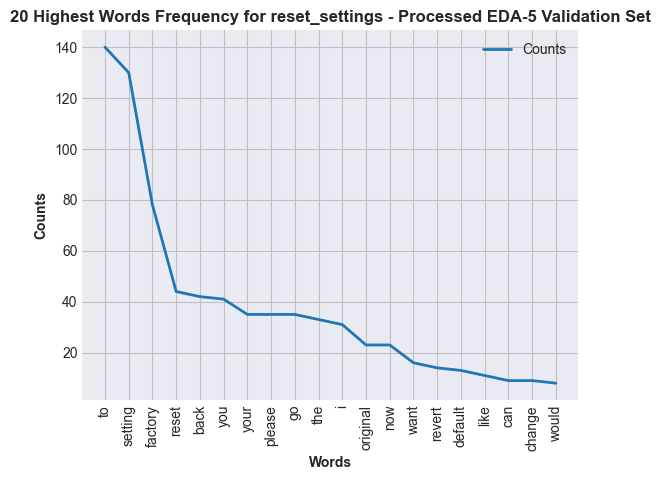 20 Highest Words Frequency for reset_settings - Processed EDA-5 Validation Set
Counts
140
120
100
80
60
40
20
Counts
to
setting
factory
reset
back
you
your
please
go
the
i
original
now
want
revert
default
like
can
change
would
Words